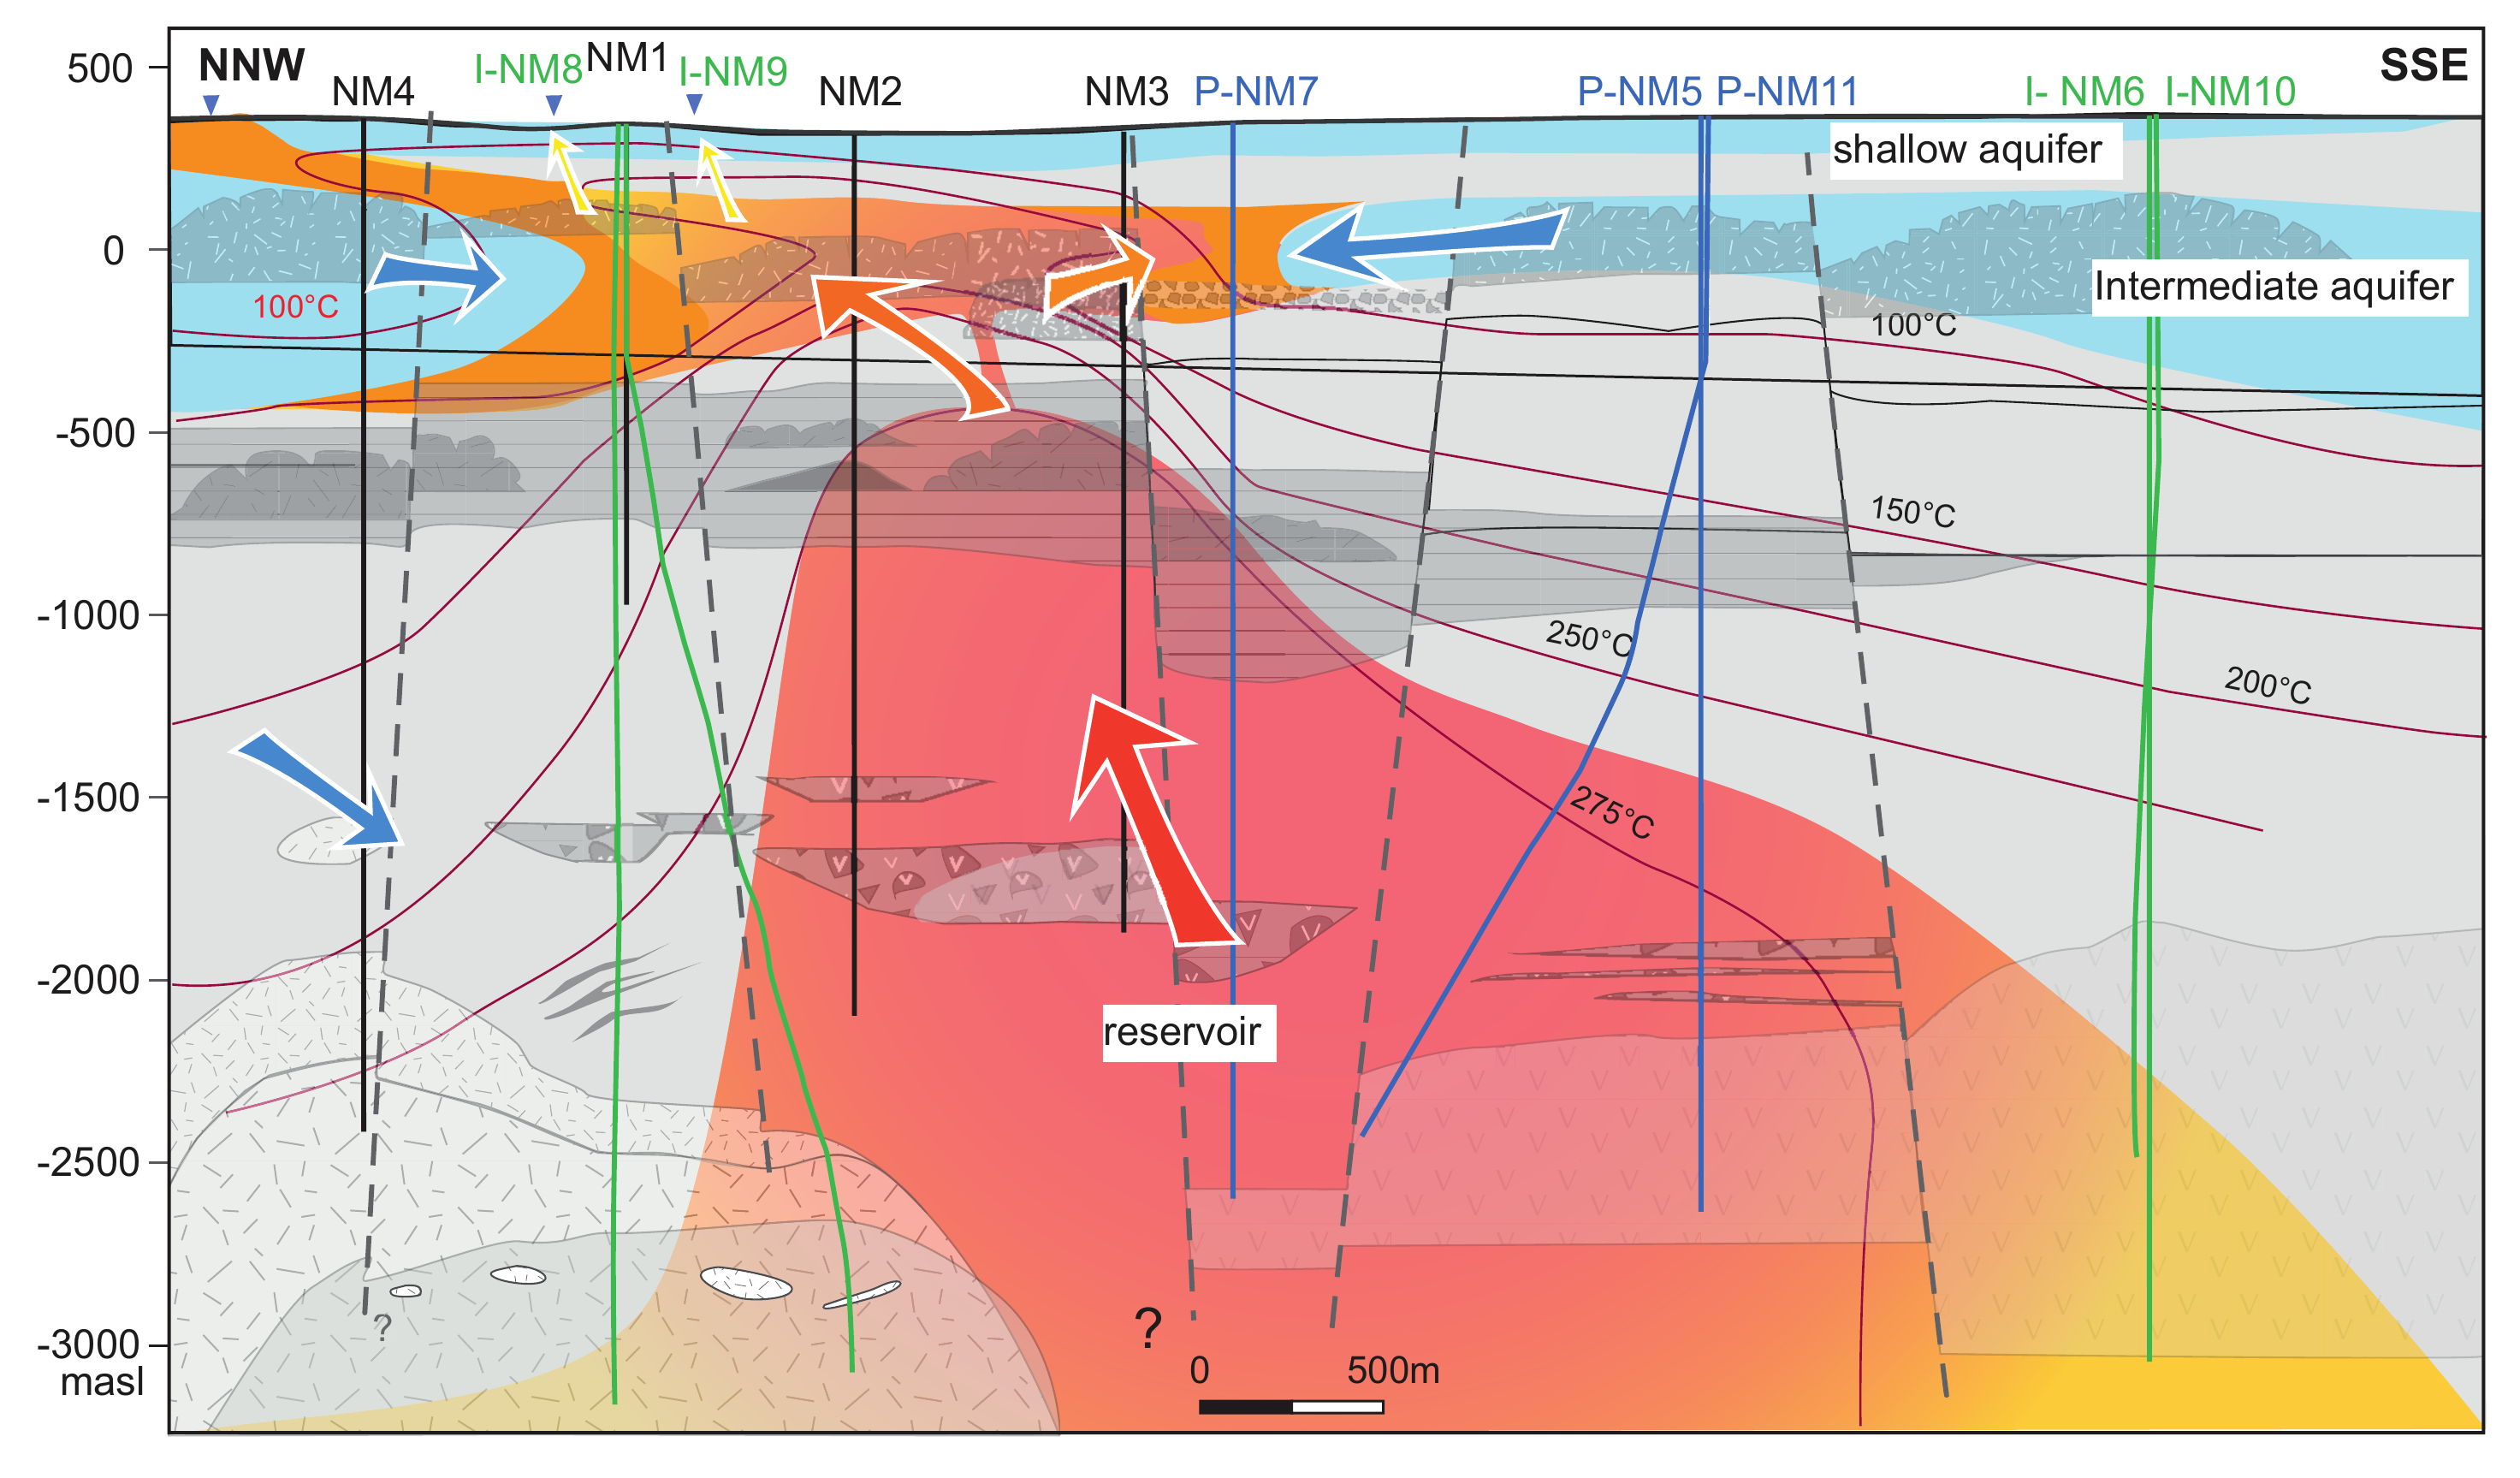 500
NNW
NM4
I-NM8
NM1
I-NM9
NM2
NM3
P-NM7
P-NM5
P-NM11
I- NM6
I-NM10
SSE
shallow aquifer
0
100°C
Intermediate aquifer
100°C
-500
150°C
-1000
250°C
200°C
-1500
275°C
-2000
reservoir
-2500
?
?
-3000
masl
0
500m